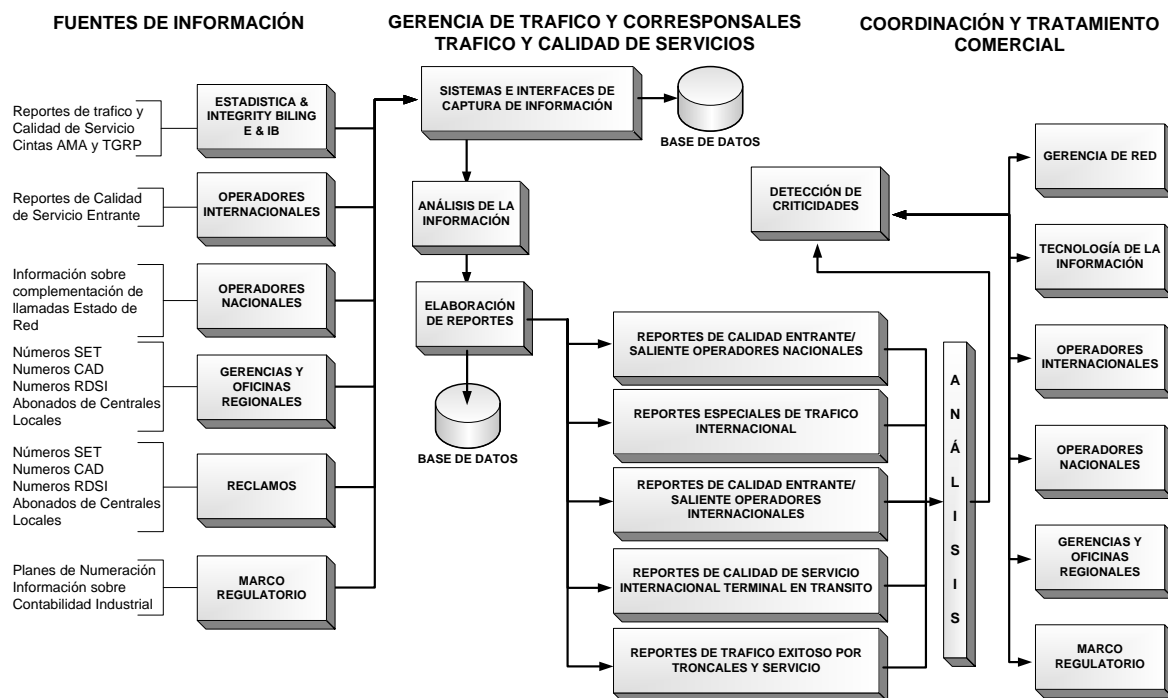 FUENTES DE INFORMACIÓN
GERENCIA DE TRAFICO Y CORRESPONSALES
TRAFICO Y CALIDAD DE SERVICIOS
COORDINACIÓN Y TRATAMIENTO
COMERCIAL
Reportes de trafico y
Calidad de Servicio
Cintas AMA y TGRP
ESTADISTICA &
INTEGRITY BILING
E & IB
Reportes de Calidad
de Servicio Entrante
OPERADORES
INTERNACIONALES
Información sobre
complementación de
llamadas Estado de
Red
OPERADORES
NACIONALES
Números SET
Numeros CAD
Numeros RDSI
Abonados de Centrales
Locales
GERENCIAS Y
OFICINAS
REGIONALES
Números SET
Numeros CAD
Numeros RDSI
Abonados de Centrales
Locales
RECLAMOS
Planes de Numeración
Información sobre
Contabilidad Industrial
MARCO
REGULATORIO
SISTEMAS E INTERFACES DE
CAPTURA DE INFORMACIÓN
BASE DE DATOS
ANÁLISIS DE LA
INFORMACIÓN
ELABORACIÓN
DE REPORTES
BASE DE DATOS
REPORTES DE CALIDAD ENTRANTE/
SALIENTE OPERADORES NACIONALES
REPORTES ESPECIALES DE TRAFICO
INTERNACIONAL
REPORTES DE CALIDAD ENTRANTE/
SALIENTE OPERADORES
INTERNACIONALES
REPORTES DE CALIDAD DE SERVICIO
INTERNACIONAL TERMINAL EN TRANSITO
REPORTES DE TRAFICO EXITOSO POR
TRONCALES Y SERVICIO
A
N
Á
L
I
S
I
S
DETECCIÓN DE
CRITICIDADES
GERENCIA DE RED
TECNOLOGÍA DE LA
INFORMACIÓN
OPERADORES
INTERNACIONALES
OPERADORES
NACIONALES
GERENCIAS Y
OFICINAS
REGIONALES
MARCO
REGULATORIO